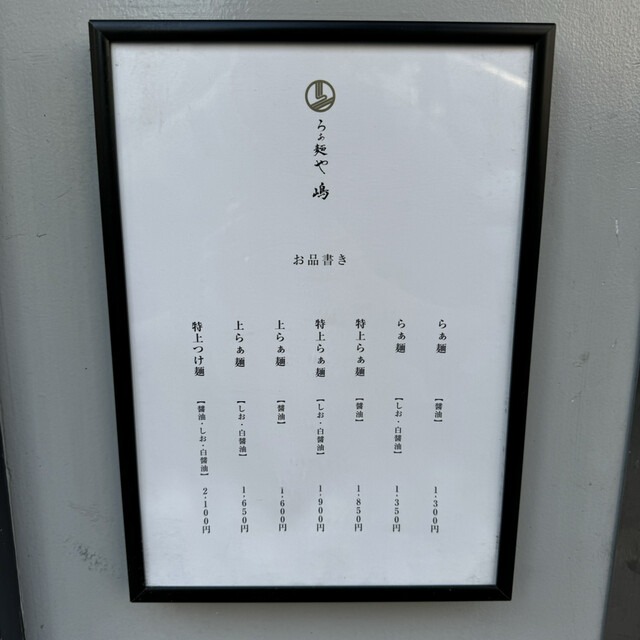 らぁ麺や 嶋
お品書き
らぁ麺 【醤油】 1,300円
らぁ麺 【しお・白醤油】 1,350円
特上らぁ麺 【醤油】 1,850円
特上らぁ麺 【しお・白醤油】 1,900円
上らぁ麺 【醤油】 1,600円
上らぁ麺 【しお・白醤油】 1,650円
特上つけ麺 【醤油・しお・白醤油】 2,100円